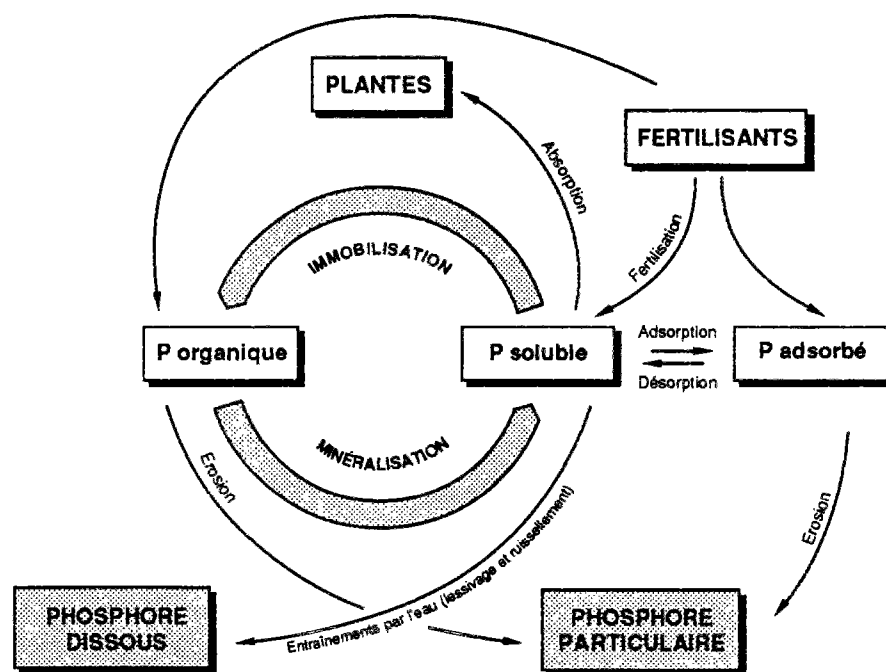 PLANTES
FERTILISANTS
Absorption
Fertilisation
IMMOBILISATION
P organique
P soluble
Adsorption
Désorption
P adsorbé
MINÉRALISATION
Erosion
Erosion
Entraînements par l'eau (lessivage et ruissellement)
PHOSPHORE
DISSOUS
PHOSPHORE
PARTICULAIRE